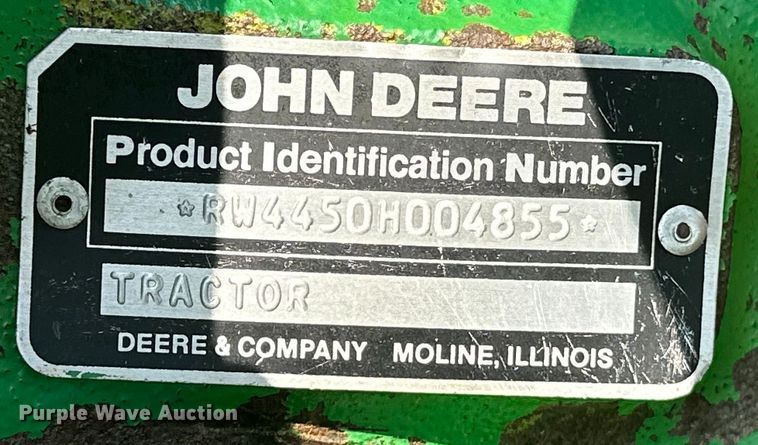 JOHN DEERE
Product Identification Number
*RW4450H004855*
TRACTOR
DEERE & COMPANY MOLINE, ILLINOIS
Purple Wave Auction